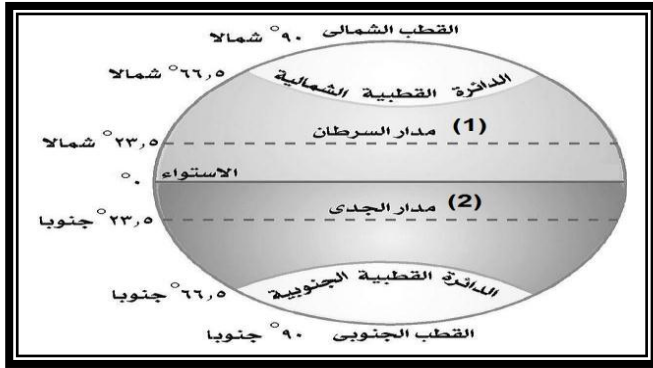 القطب الشمالى ٩٠° شمالا
٦٦,٥° شمالا
الدائرة القطبية الشمالية
(1) مدار السرطان
٢٣,٥° شمالا
الاستواء ٠°
(2) مدار الجدى
٢٣,٥° جنوبا
الدائرة القطبية الجنوبية
٦٦,٥° جنوبا
القطب الجنوبى ٩٠° جنوبا